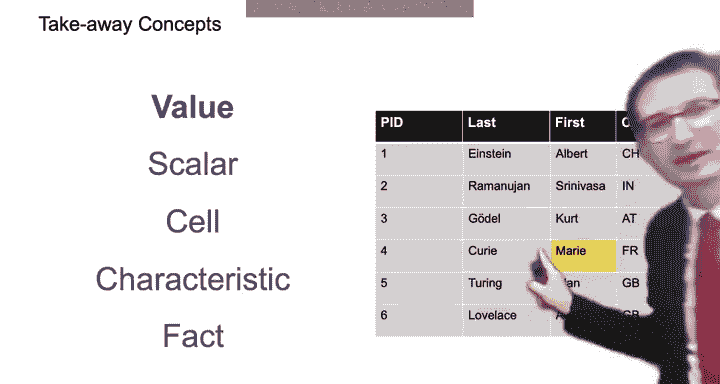 Take-away Concepts
Value
Scalar
Cell
Characteristic
Fact
PID Last First
1 Einstein Albert CH
2 Ramanujan Srinivasa IN
3 Gödel Kurt AT
4 Curie Marie FR
5 Turing GB
6 Lovelace GB